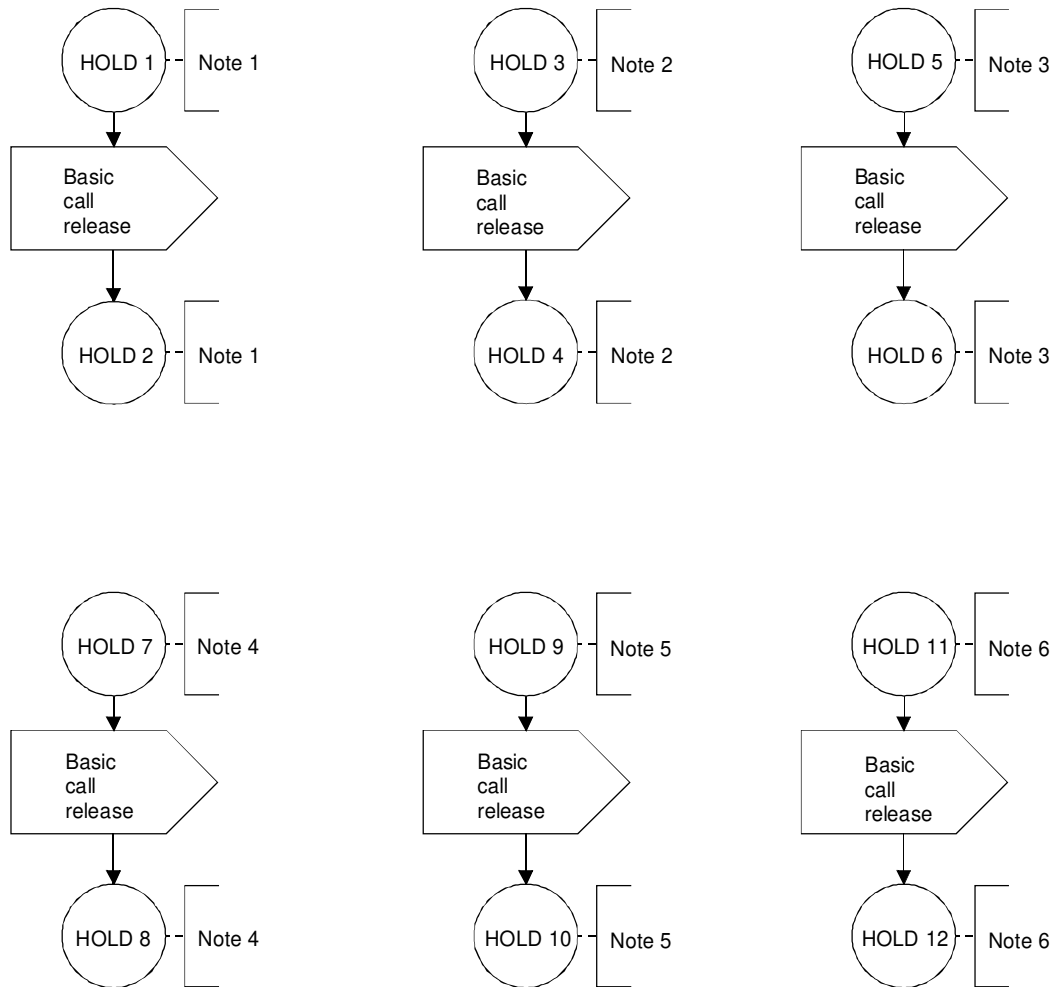 HOLD 1
Note 1
HOLD 3
Note 2
HOLD 5
Note 3
Basic
call
release
Basic
call
release
Basic
call
release
HOLD 2
Note 1
HOLD 4
Note 2
HOLD 6
Note 3
HOLD 7
Note 4
HOLD 9
Note 5
HOLD 11
Note 6
Basic
call
release
Basic
call
release
Basic
call
release
HOLD 8
Note 4
HOLD 10
Note 5
HOLD 12
Note 6